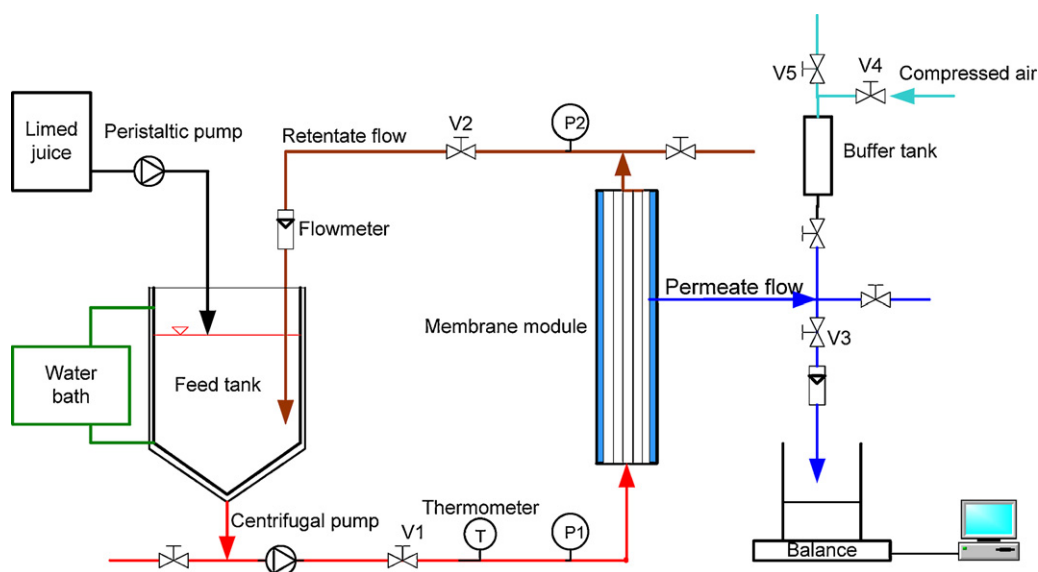 V5
V4
Compressed air
Limed
juice
Peristaltic pump
Retentate flow
V2
P2
Buffer tank
Flowmeter
Permeate flow
Membrane module
V3
Water
bath
Feed tank
Centrifugal pump
V1
Thermometer
T
P1
Balance